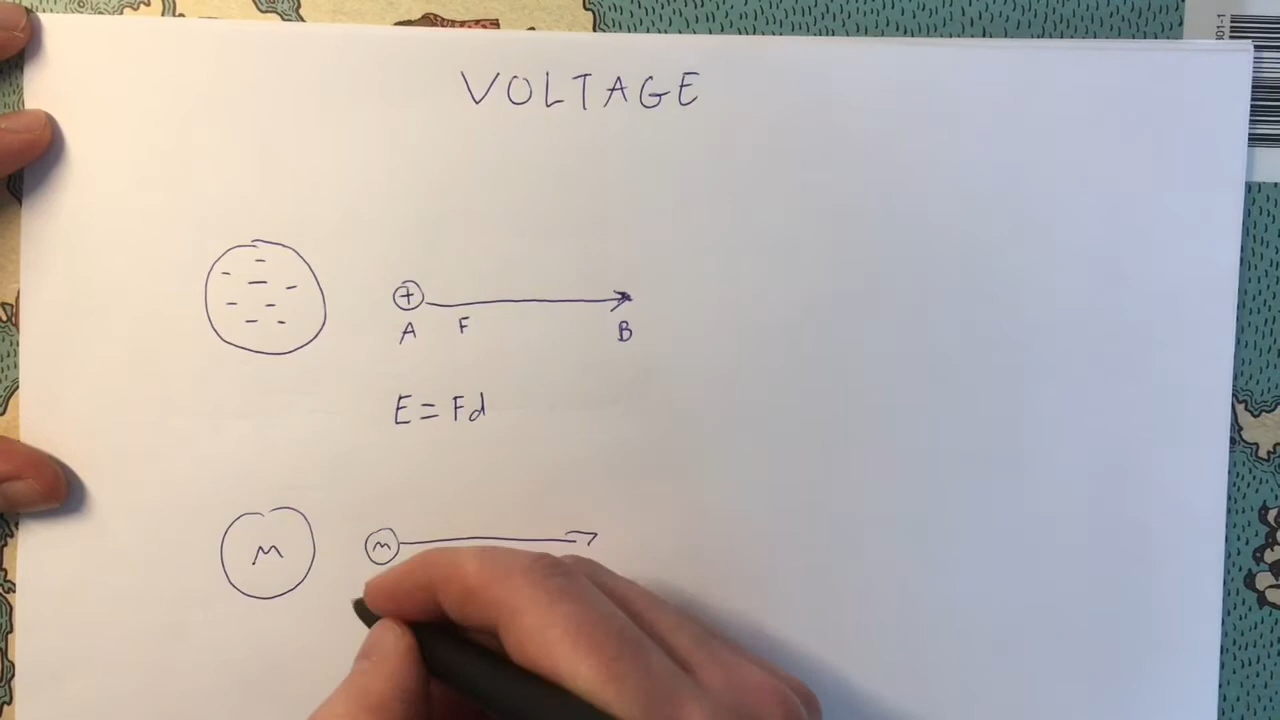 VOLTAGE
+
A F B
E = Fd
M m